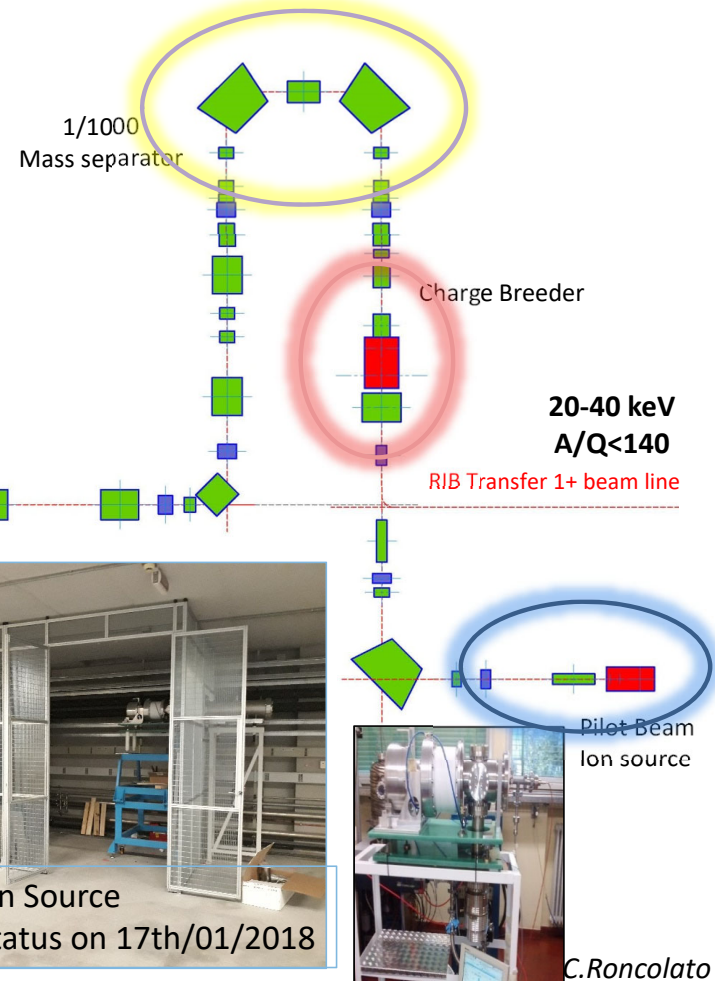 1/1000
Mass separator
Charge Breeder
20-40 keV
A/Q<140
RIB Transfer 1+ beam line
Pilot Beam
Ion source
n Source
tatus on 17th/01/2018
C.Roncolato